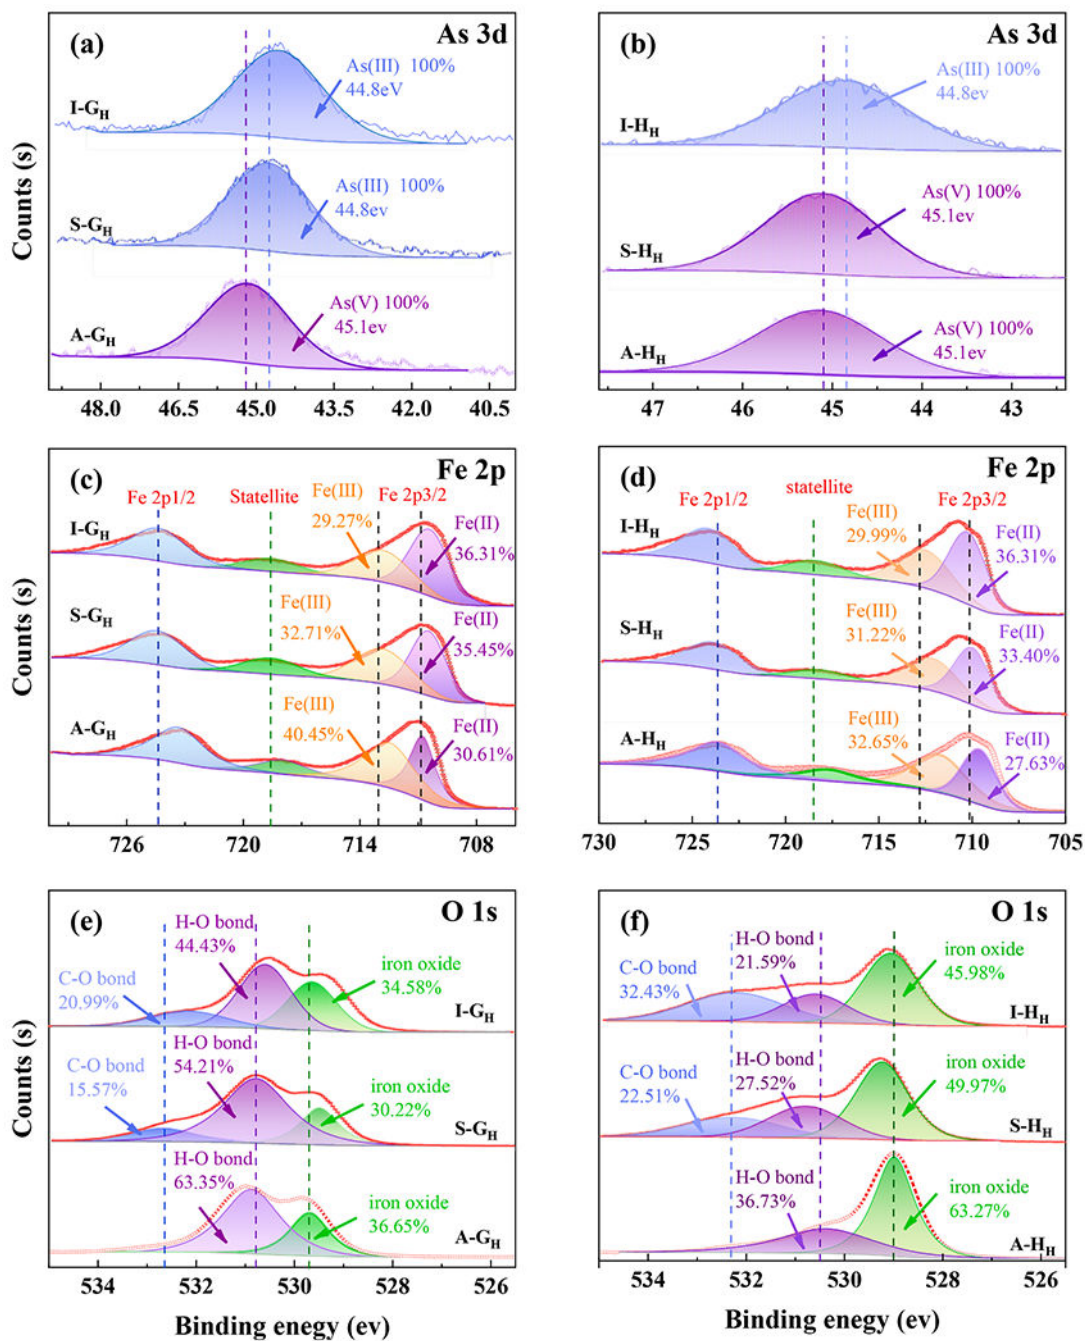 (a)
As 3d
As(III) 100%
44.8eV
I-GH
As(III) 100%
44.8ev
S-GH
As(V) 100%
45.1ev
A-GH
48.0 46.5 45.0 43.5 42.0 40.5
Counts (s)
(b)
As 3d
As(III) 100%
44.8ev
I-HH
As(V) 100%
45.1ev
S-HH
As(V) 100%
45.1ev
A-HH
47 46 45 44 43
(c)
Fe 2p
Fe 2p1/2
Statellite
Fe(III)
29.27%
Fe 2p3/2
Fe(II)
36.31%
I-GH
Fe(III)
32.71%
Fe(II)
35.45%
S-GH
Fe(III)
40.45%
Fe(II)
30.61%
A-GH
726 720 714 708
Counts (s)
(d)
Fe 2p
Fe 2p1/2
statellite
Fe(III)
29.99%
Fe 2p3/2
Fe(II)
36.31%
I-HH
Fe(III)
31.22%
Fe(II)
33.40%
S-HH
Fe(III)
32.65%
Fe(II)
27.63%
A-HH
730 725 720 715 710 705
(e)
O 1s
H-O bond
44.43%
C-O bond
20.99%
iron oxide
34.58%
I-GH
H-O bond
54.21%
C-O bond
15.57%
iron oxide
30.22%
S-GH
H-O bond
63.35%
iron oxide
36.65%
A-GH
534 532 530 528 526
Counts (s)
Binding enegy (ev)
(f)
O 1s
H-O bond
21.59%
C-O bond
32.43%
iron oxide
45.98%
I-HH
H-O bond
27.52%
C-O bond
22.51%
iron oxide
49.97%
S-HH
H-O bond
36.73%
iron oxide
63.27%
A-HH
534 532 530 528 526
Binding enegy (ev)